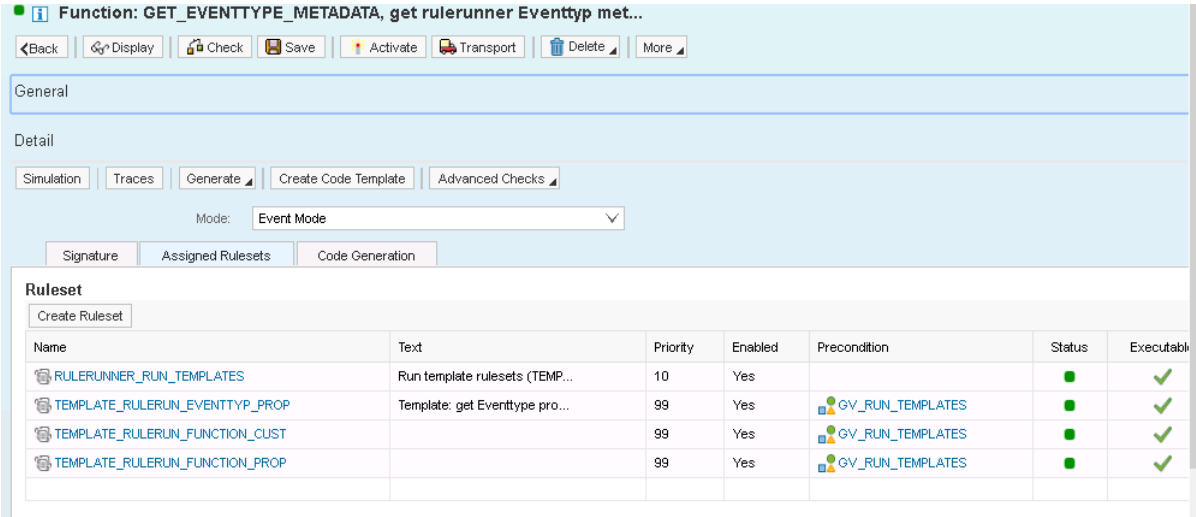 Function: GET_EVENTTYPE_METADATA, get rulerunner Eventtyp met...
Back Display Check Save Activate Transport Delete More
General
Detail
Simulation Traces Generate Create Code Template Advanced Checks
Mode: Event Mode
Signature Assigned Rulesets Code Generation
Ruleset
Create Ruleset
Name Text Priority Enabled Precondition Status Executable
RULERUNNER_RUN_TEMPLATES Run template rulesets (TEMP... 10 Yes
TEMPLATE_RULERUN_EVENTTYP_PROP Template: get Eventtype pro... 99 Yes GV_RUN_TEMPLATES
TEMPLATE_RULERUN_FUNCTION_CUST 99 Yes GV_RUN_TEMPLATES
TEMPLATE_RULERUN_FUNCTION_PROP 99 Yes GV_RUN_TEMPLATES